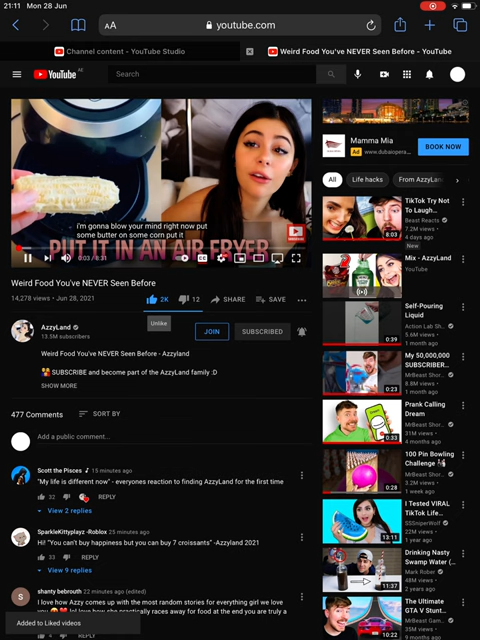 21:11 Mon 28 Jun
AA
youtube.com
Channel content - YouTube Studio
Weird Food You've NEVER Seen Before - YouTube
YouTube
AE
Search
i'm gonna blow your mind right now put
some butter on some corn put it
PUT IT IN AN AIR FRYER
0:03 / 8:31
Weird Food You've NEVER Seen Before
14,278 views • Jun 28, 2021
2K
12
SHARE
SAVE
Unlike
AzzyLand
13.5M subscribers
JOIN
SUBSCRIBED
Weird Food You've NEVER Seen Before - Azzyland
SUBSCRIBE and become part of the AzzyLand family :D
SHOW MORE
477 Comments
SORT BY
Add a public comment...
Scott the Pisces
15 minutes ago
"My life is different now" - everyones reaction to finding AzzyLand for the first time
32
REPLY
View 2 replies
SparkleKittyplayz -Roblox 25 minutes ago
Hi! "You can't buy happiness but you can buy 7 croissants" -Azzyland 2021
33
REPLY
View 9 replies
S
shanty bebrout 22 minutes ago (edited)
I love how Azzy comes up with the most random stories for everything girl we love
Added to Liked videos
REPLY
Mamma Mia
Ad
www.dubaiopera...
BOOK NOW
All
Life hacks
From AzzyLan
TikTok Try Not
To Laugh...
Beast Reacts
7.2M views •
4 days ago
New
8:03
Mix - AzzyLand
YouTube
Self-Pouring
Liquid
Action Lab Sh...
5.6M views •
1 month ago
0:39
My 50,000,000
SUBSCRIBER...
MrBeast Shor...
8.8M views •
1 month ago
0:23
Prank Calling
Dream
MrBeast Shor...
31M views •
4 months ago
0:33
100 Pin Bowling
Challenge
MrBeast Shor...
3.2M views •
1 week ago
0:28
I Tested VIRAL
TikTok Life...
SSSniperWolf
22M views •
1 year ago
13:11
Drinking Nasty
Swamp Water (...
Mark Rober
48M views •
2 years ago
11:37
The Ultimate
GTA V Stunt...
MrBeast Gam...
35M views •
9 months ago
10:22